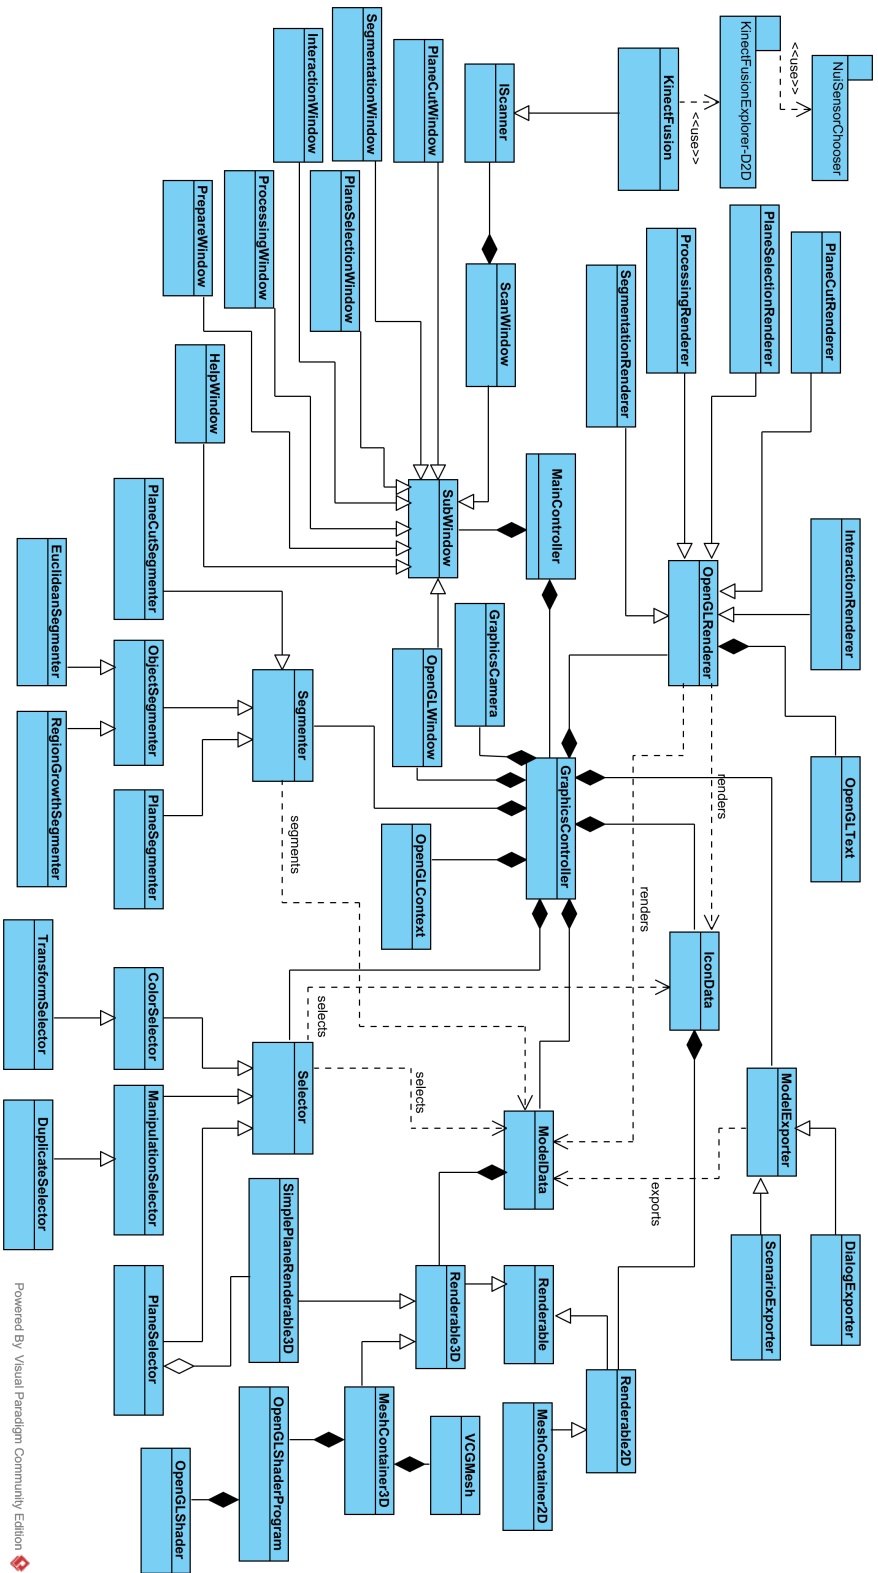 NuiSensorChooser
<<use>>
KinectFusionExplorer-D2D
<<use>>
KinectFusion
IScanner
PlaneCutWindow
SegmentationWindow
InteractionWindow
PlaneCutRenderer
PlaneSelectionRenderer
ProcessingRenderer
SegmentationRenderer
ScanWindow
PlaneSelectionWindow
ProcessingWindow
PrepareWindow
HelpWindow
InteractionRenderer
OpenGLRenderer
MainController
SubWindow
PlaneCutSegmenter
EuclideanSegmenter
OpenGLText
renders
renders
GraphicsController
GraphicsCamera
OpenGLWindow
OpenGLContext
Segmenter
segments
ObjectSegmenter
RegionGrowthSegmenter
PlaneSegmenter
IconData
ModelExporter
exports
ModelData
selects
selects
Selector
ColorSelector
TransformSelector
ManipulationSelector
DuplicateSelector
DialogExporter
ScenarioExporter
Renderable
Renderable3D
SimplePlaneRenderable3D
PlaneSelector
Renderable2D
MeshContainer2D
VCGMesh
MeshContainer3D
OpenGLShaderProgram
OpenGLShader
Powered By Visual Paradigm Community Edition